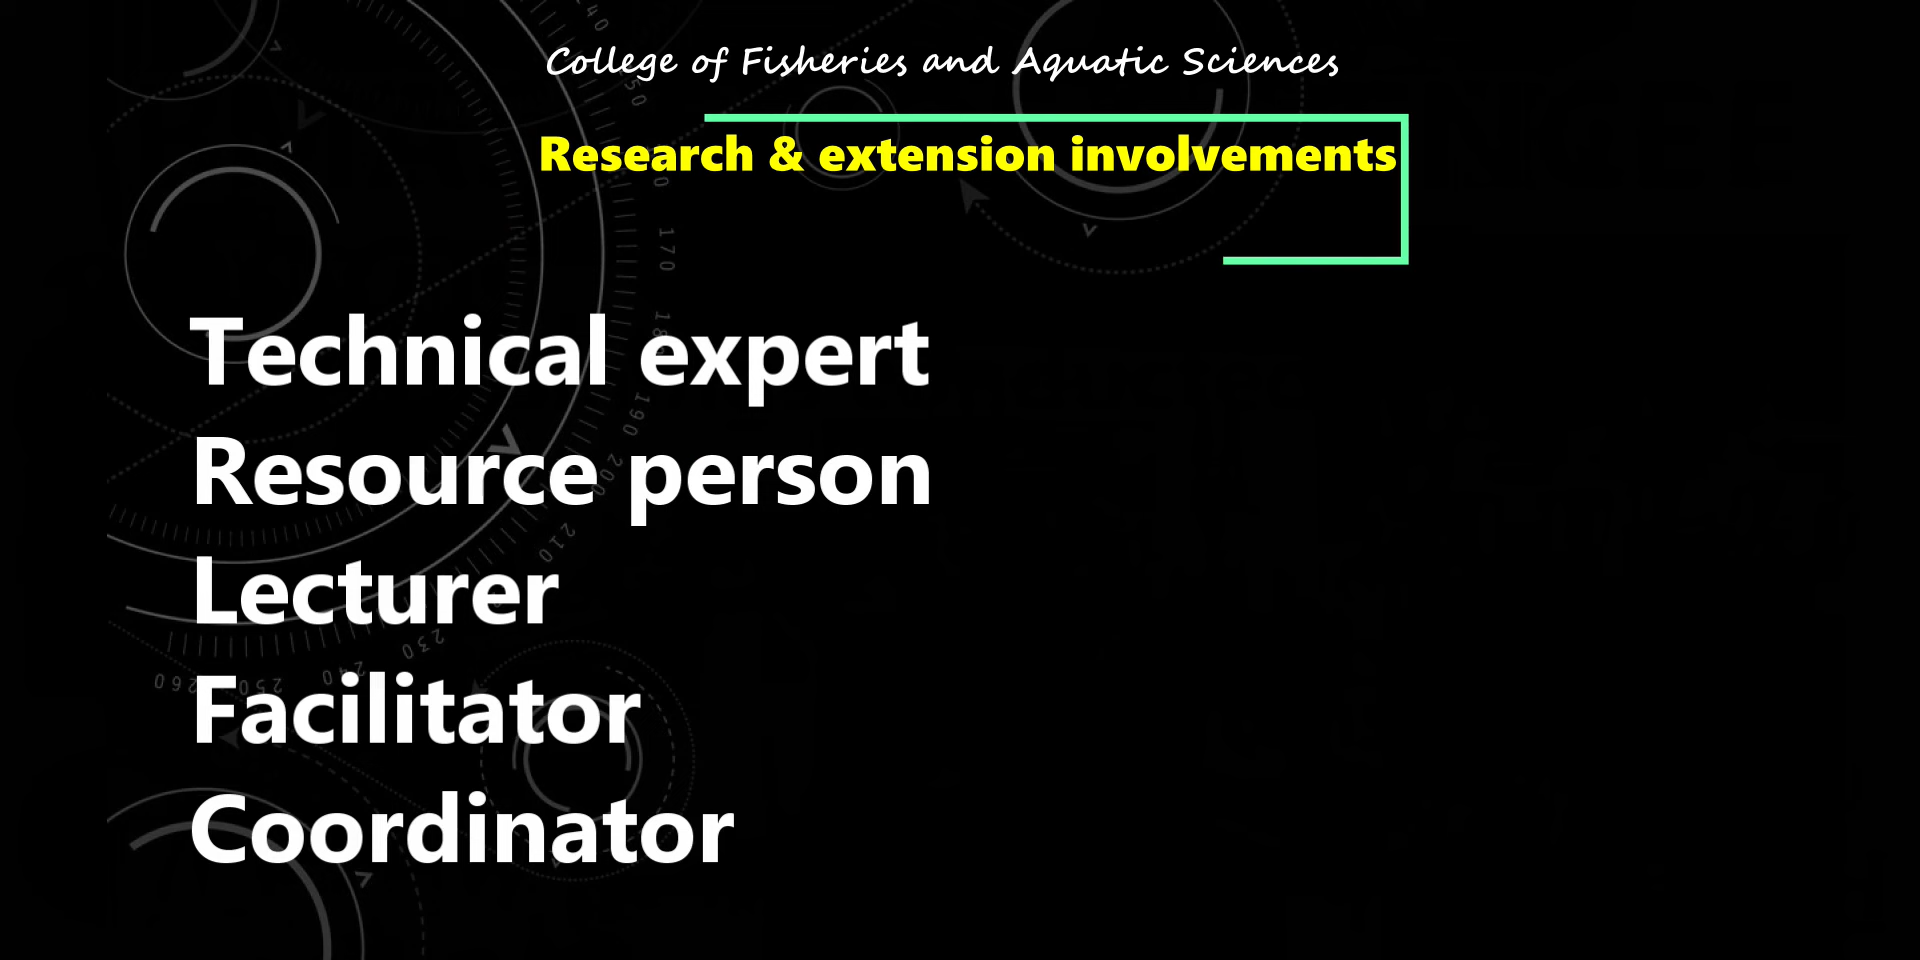 College of Fisheries and Aquatic Sciences
Research & extension involvements
Technical expert
Resource person
Lecturer
Facilitator
Coordinator